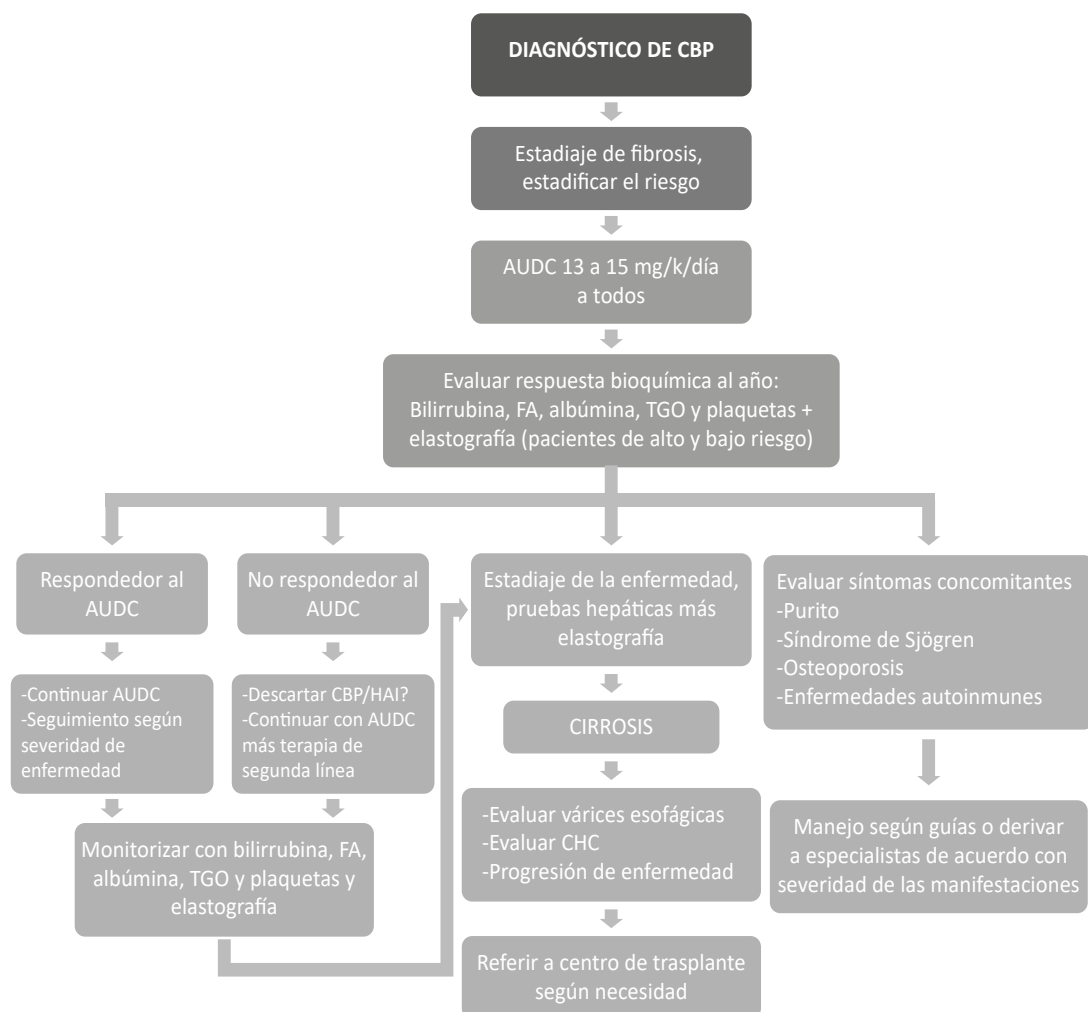 DIAGNÓSTICO DE CBP
Estadiaje de fibrosis,
estadificar el riesgo
AUDC 13 a 15 mg/k/día
a todos
Evaluar respuesta bioquímica al año:
Bilirrubina, FA, albúmina, TGO y plaquetas +
elastografía (pacientes de alto y bajo riesgo)
Respondedor al
AUDC
No respondedor al
AUDC
Estadiaje de la enfermedad,
pruebas hepáticas más
elastografía
Evaluar síntomas concomitantes
-Purito
-Síndrome de Sjögren
-Osteoporosis
-Enfermedades autoinmunes
-Continuar AUDC
-Seguimiento según
severidad de
enfermedad
-Descartar CBP/HAI?
-Continuar con AUDC
más terapia de
segunda línea
CIRROSIS
Monitorizar con bilirrubina, FA,
albúmina, TGO y plaquetas y
elastografía
-Evaluar várices esofágicas
-Evaluar CHC
-Progresión de enfermedad
Manejo según guías o derivar
a especialistas de acuerdo con
severidad de las manifestaciones
Referir a centro de trasplante
según necesidad